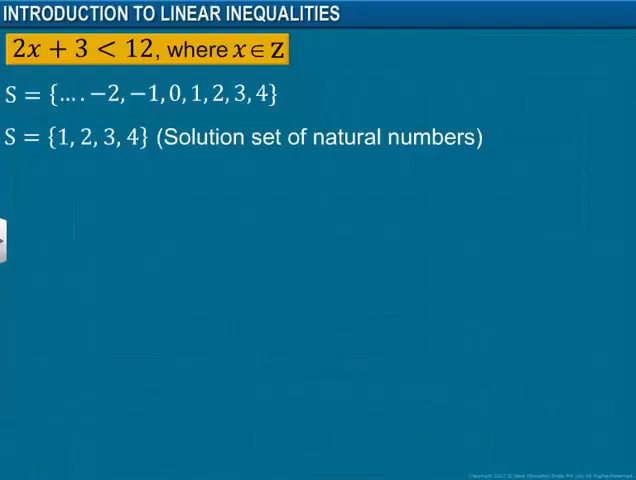 INTRODUCTION TO LINEAR INEQUALITIES
2x + 3 < 12, where x ∈ Z
S = {... . −2, −1, 0, 1, 2, 3, 4}
S = {1, 2, 3, 4} (Solution set of natural numbers)